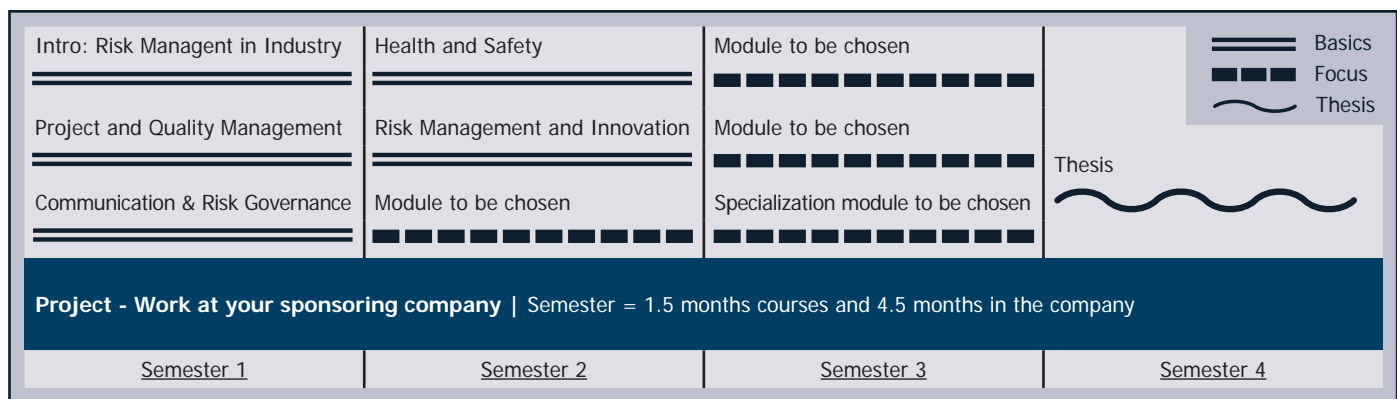 Intro: Risk Managent in Industry
Project and Quality Management
Communication & Risk Governance
Health and Safety
Risk Management and Innovation
Module to be chosen
Module to be chosen
Module to be chosen
Specialization module to be chosen
Thesis
Basics
Focus
Thesis
Project - Work at your sponsoring company | Semester = 1.5 months courses and 4.5 months in the company
Semester 1
Semester 2
Semester 3
Semester 4